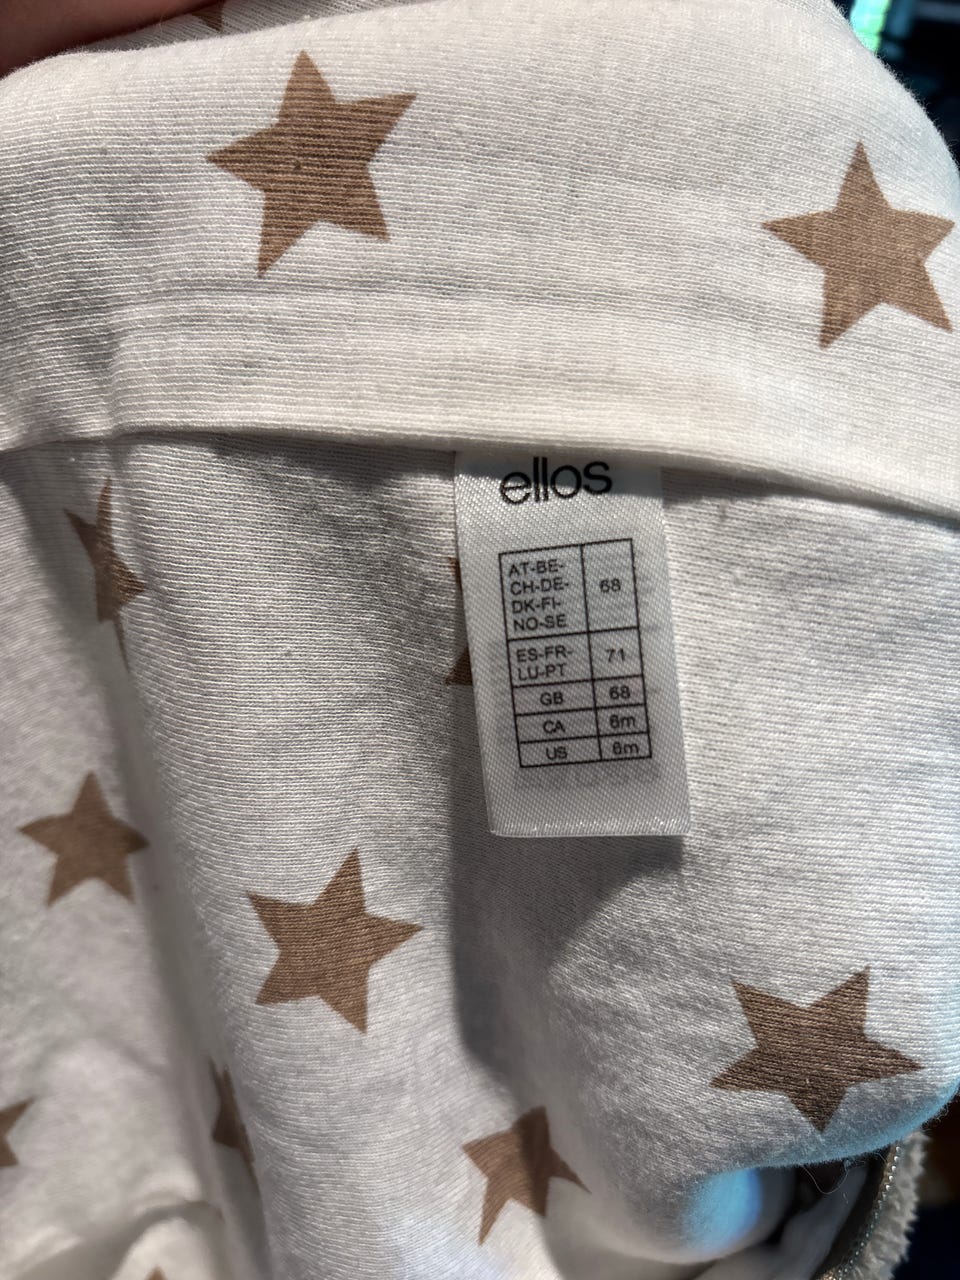 ellos
AT-BE-
CH-DE-
DK-FI-
NO-SE
68
ES-FR-
LU-PT
71
GB 68
CA 6m
US 6m